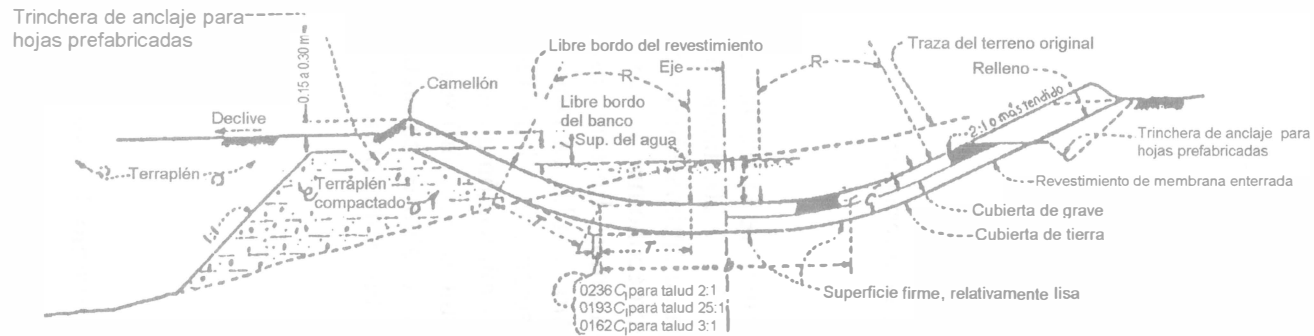 Trinchera de anclaje para
hojas prefabricadas
0.15 a 0.30 m
Libre bordo del revestimiento
Eje
R
R
Traza del terreno original
Relleno
Camellón
Libre bordo
del banco
Sup. del agua
Declive
2:1 o más tendido
Trinchera de anclaje para
hojas prefabricadas
Terraplén
Terraplén
compactado
1:1
Revestimiento de membrana enterrada
Cubierta de grave
Cubierta de tierra
T
T
0236 C₁ para talud 2:1
0193 C₁ para talud 25:1
0162 C₁ para talud 3:1
Superficie firme, relativamente lisa